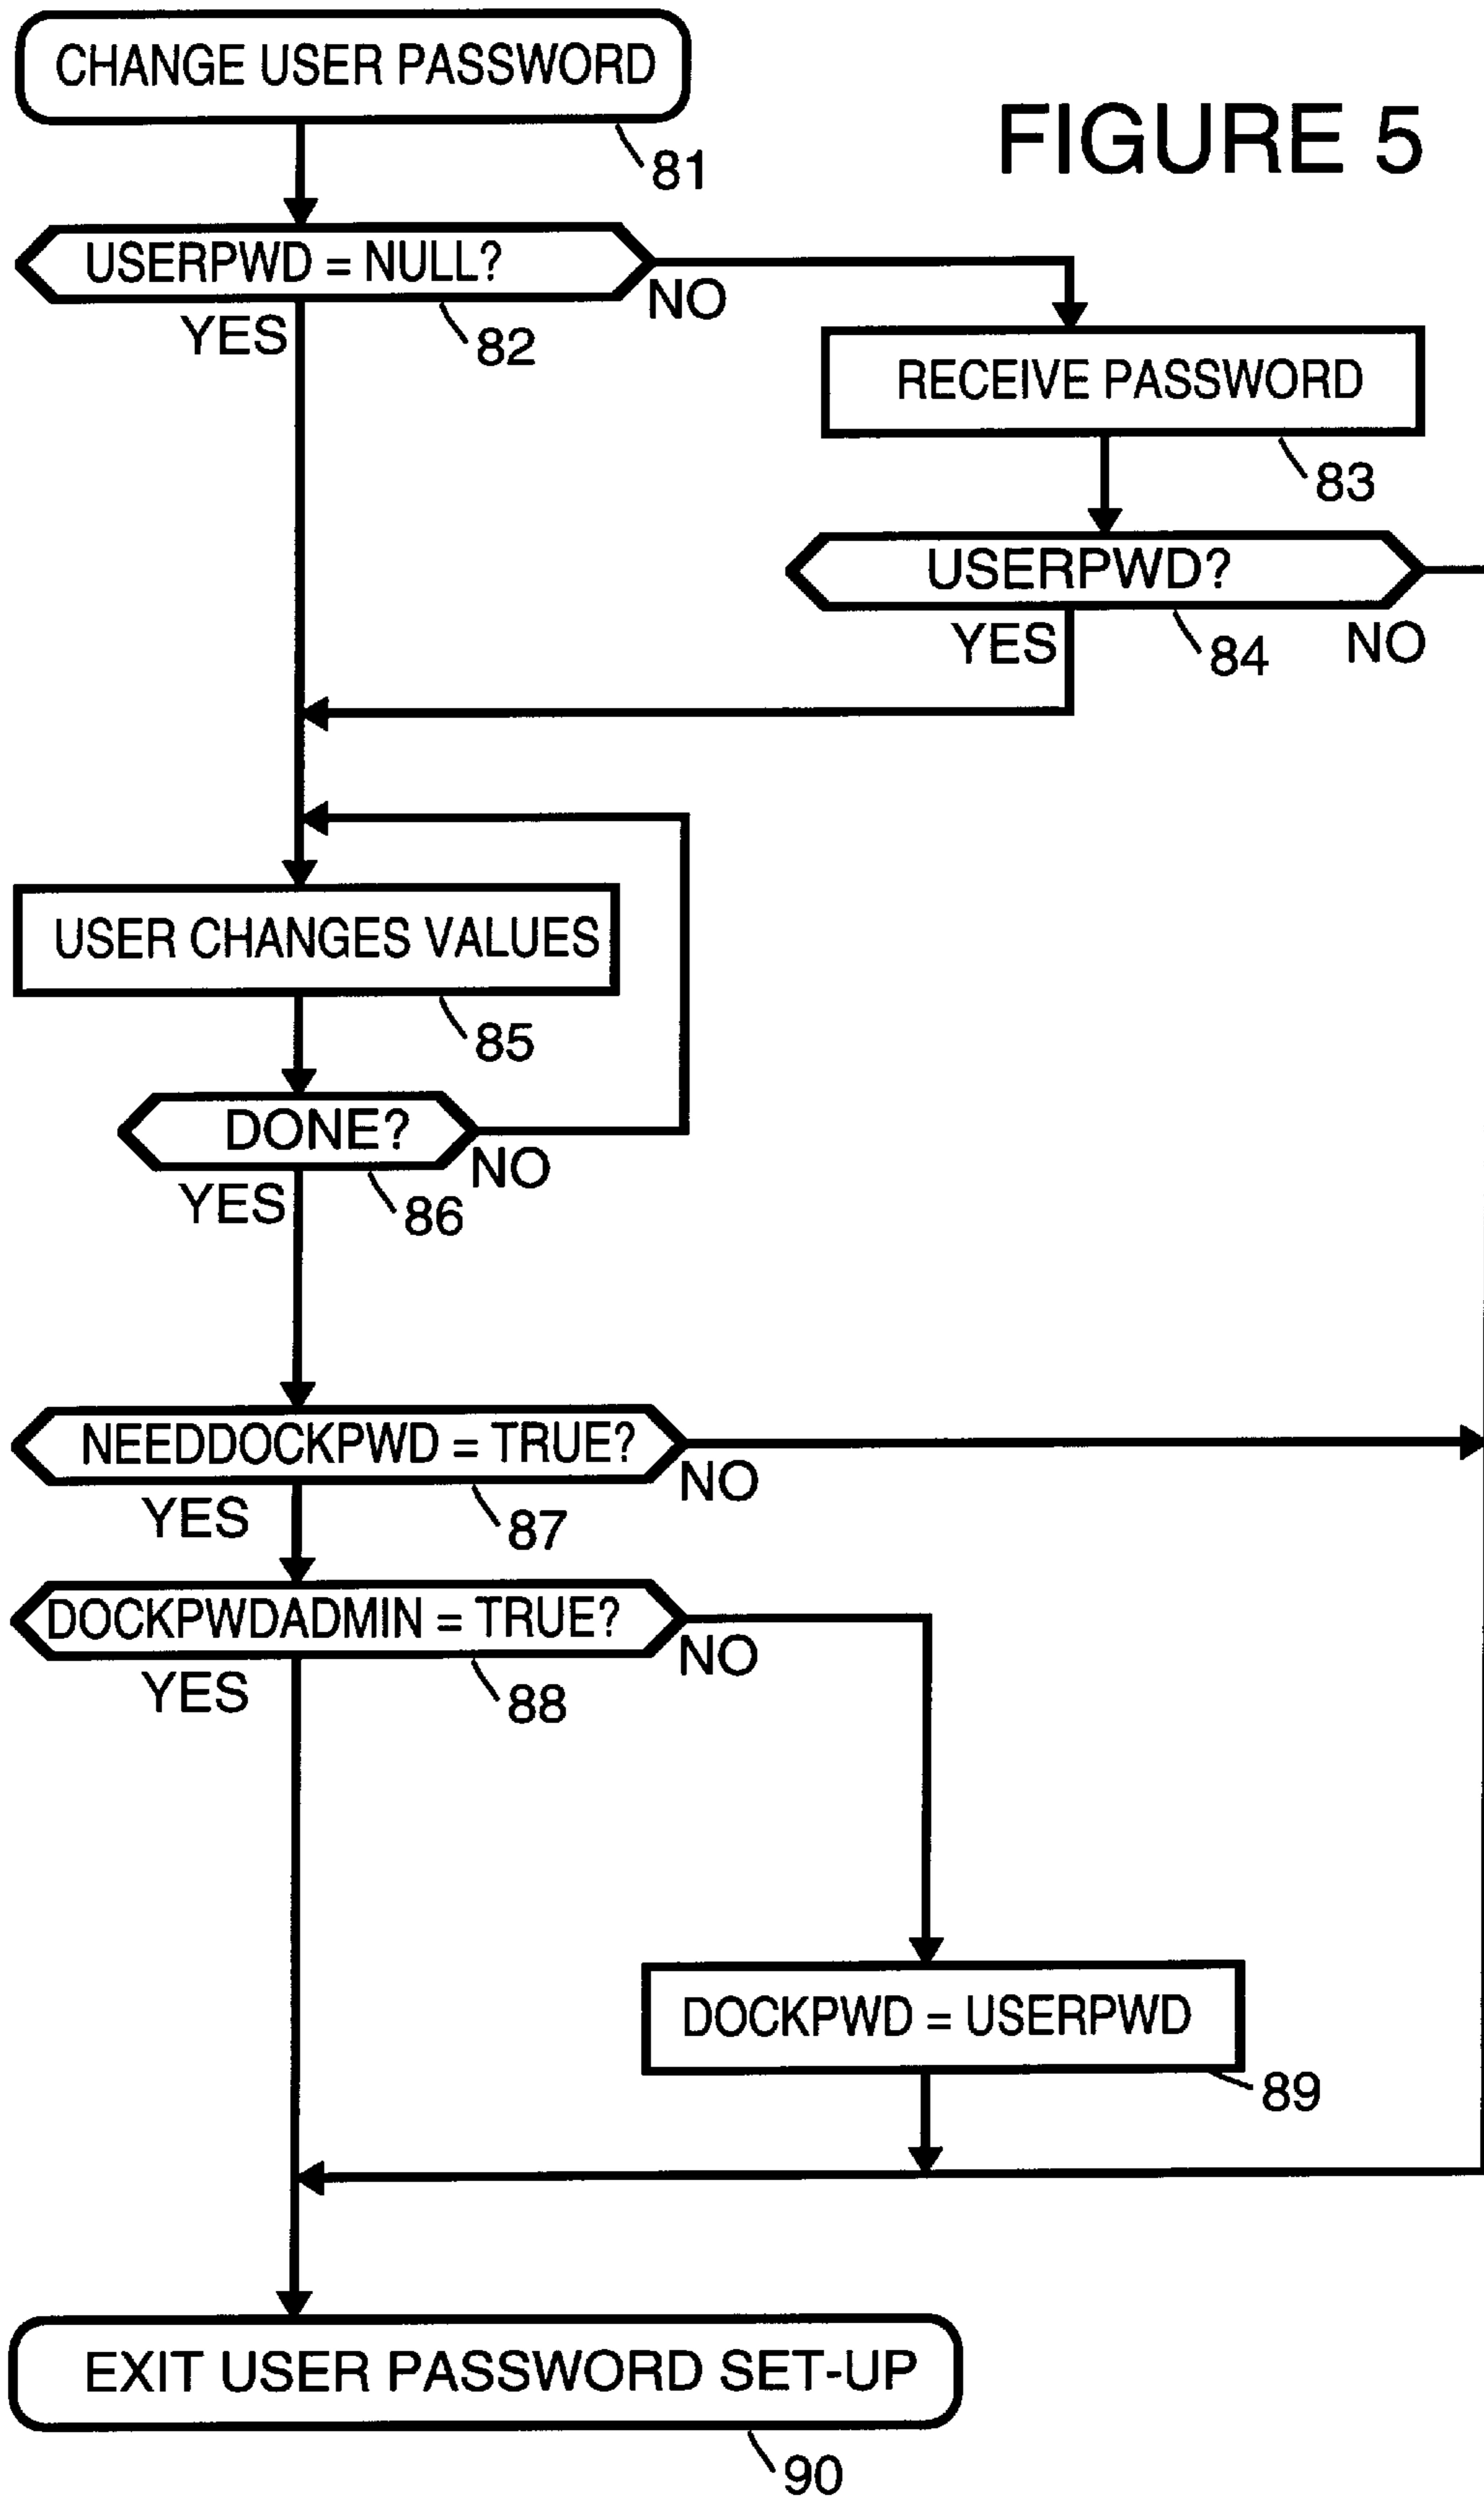 CHANGE USER PASSWORD
81
FIGURE 5
USERPWD = NULL?
NO
YES
82
RECEIVE PASSWORD
83
USERPWD?
YES
84
NO
USER CHANGES VALUES
85
DONE?
NO
YES
86
NEEDDOCKPWD = TRUE?
NO
YES
87
DOCKPWDADMIN = TRUE?
NO
YES
88
DOCKPWD = USERPWD
89
EXIT USER PASSWORD SET-UP
90